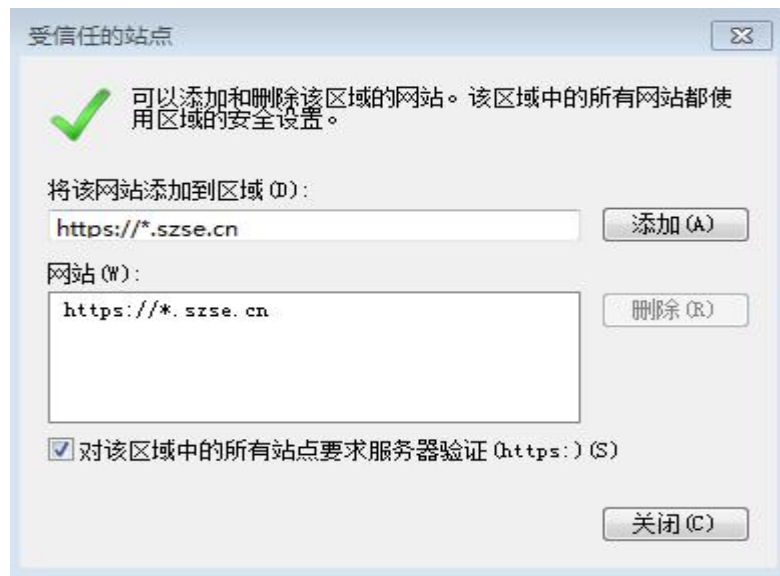 受信任的站点
可以添加和删除该区域的网站。该区域中的所有网站都使
用区域的安全设置。
将该网站添加到区域(D):
https://*.szse.cn
添加(A)
网站(W):
https://*.szse.cn
删除(R)
对该区域中的所有站点要求服务器验证(https:)(S)
关闭(C)